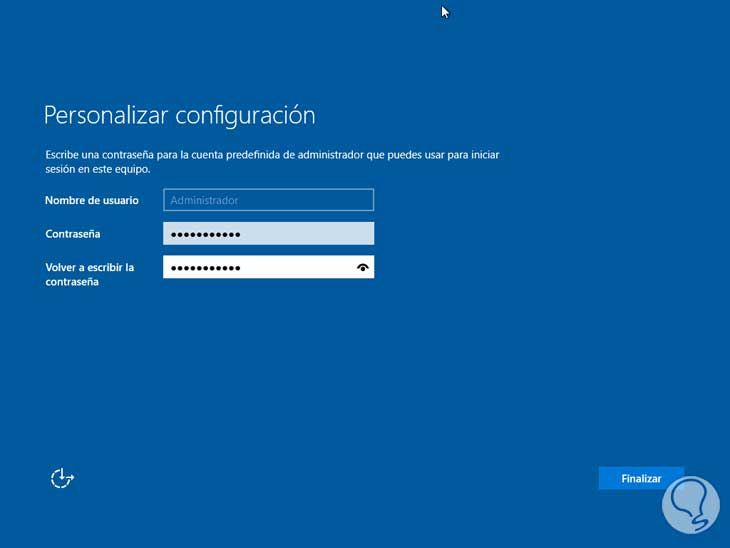 Personalizar configuración
Escribe una contraseña para la cuenta predefinida de administrador que puedes usar para iniciar
sesión en este equipo.
Nombre de usuario
Administrador
Contraseña
●●●●●●●●●●●
Volver a escribir la
contraseña
●●●●●●●●●●●
Finalizar